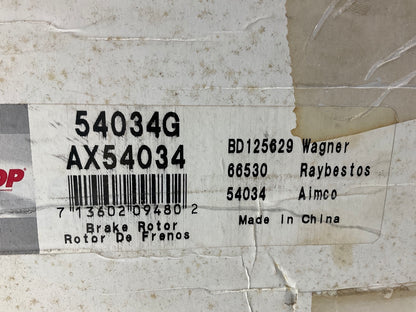 54034G
AX54034
OP
7 13602 09480 2
Brake Rotor
Rotor De Frenos
BD125629 Wagner
66530 Raybestos
54034 Aimco
Made in China